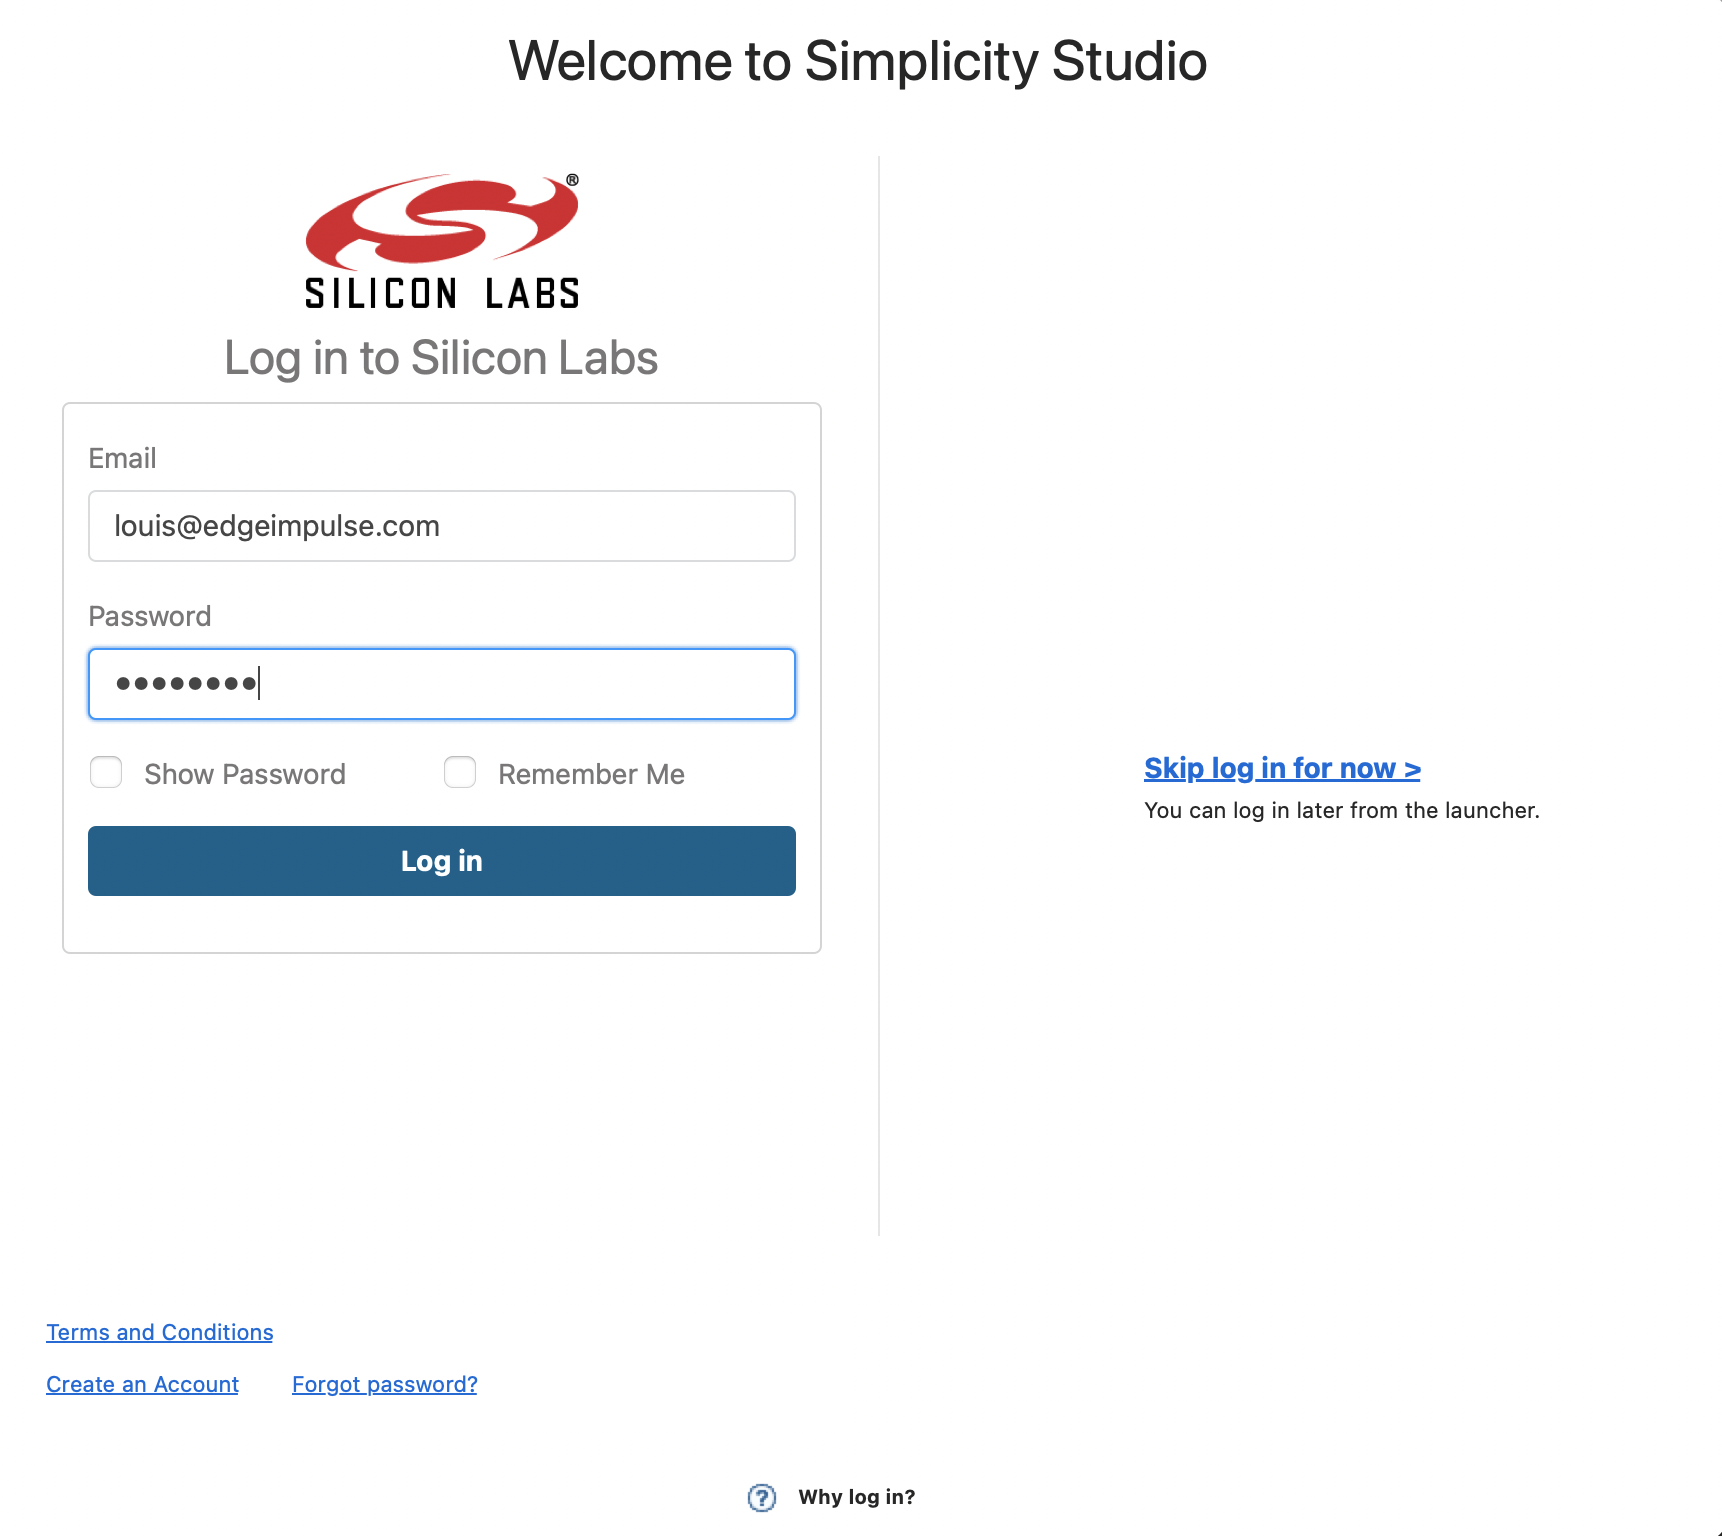 Welcome to Simplicity Studio
®
SILICON LABS
Log in to Silicon Labs
Email
louis@edgeimpulse.com
Password
••••••••
Show Password
Remember Me
Log in
Skip log in for now >
You can log in later from the launcher.
Terms and Conditions
Create an Account
Forgot password?
? Why log in?